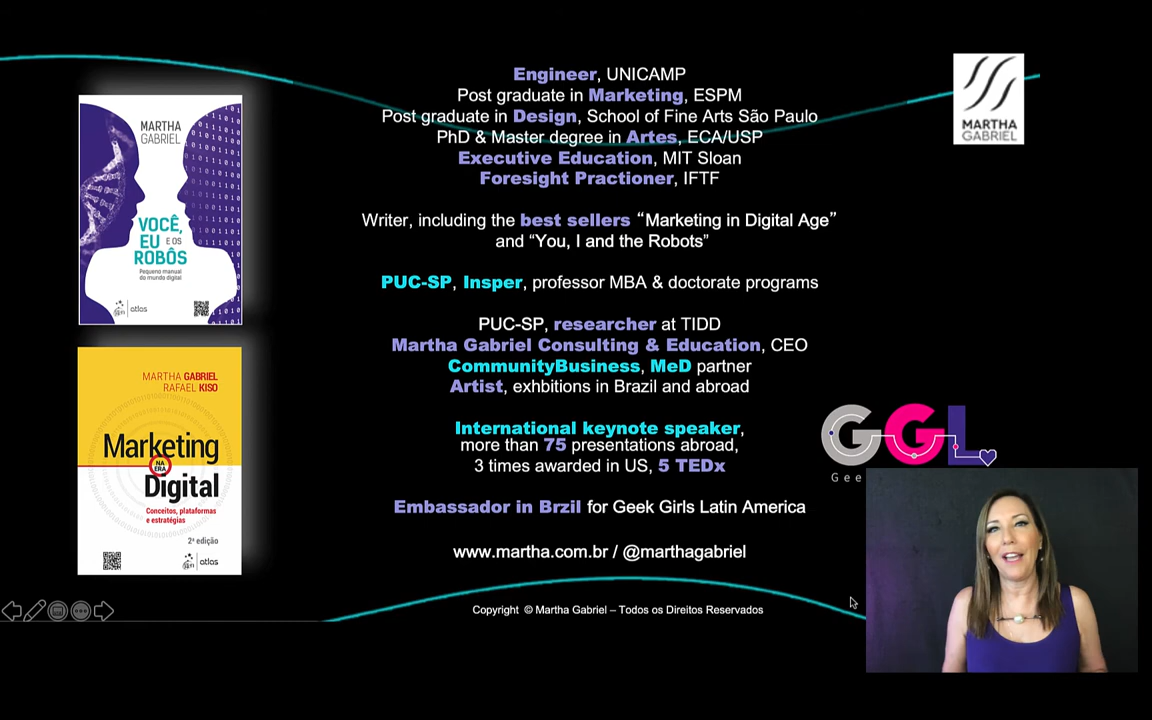 Engineer, UNICAMP
Post graduate in Marketing, ESPM
Post graduate in Design, School of Fine Arts São Paulo
PhD & Master degree in Artes, ECA/USP
Executive Education, MIT Sloan
Foresight Practioner, IFTF
Writer, including the best sellers “Marketing in Digital Age”
and “You, I and the Robots”
PUC-SP, Insper, professor MBA & doctorate programs
PUC-SP, researcher at TIDD
Martha Gabriel Consulting & Education, CEO
CommunityBusiness, MeD partner
Artist, exhbitions in Brazil and abroad
International keynote speaker,
more than 75 presentations abroad,
3 times awarded in US, 5 TEDx
Embassador in Brzil for Geek Girls Latin America
www.martha.com.br / @marthagabriel
Copyright © Martha Gabriel – Todos os Direitos Reservados
MARTHA
GABRIEL
VOCÊ,
EU E OS
ROBÔS
Pequeno manual
do mundo digital
atlas
MARTHA GABRIEL
RAFAEL KISO
Marketing
NA
ERA
Digital
Conceitos, plataformas
e estratégias
2ª edição
atlas
MARTHA
GABRIEL
GGL
Gee